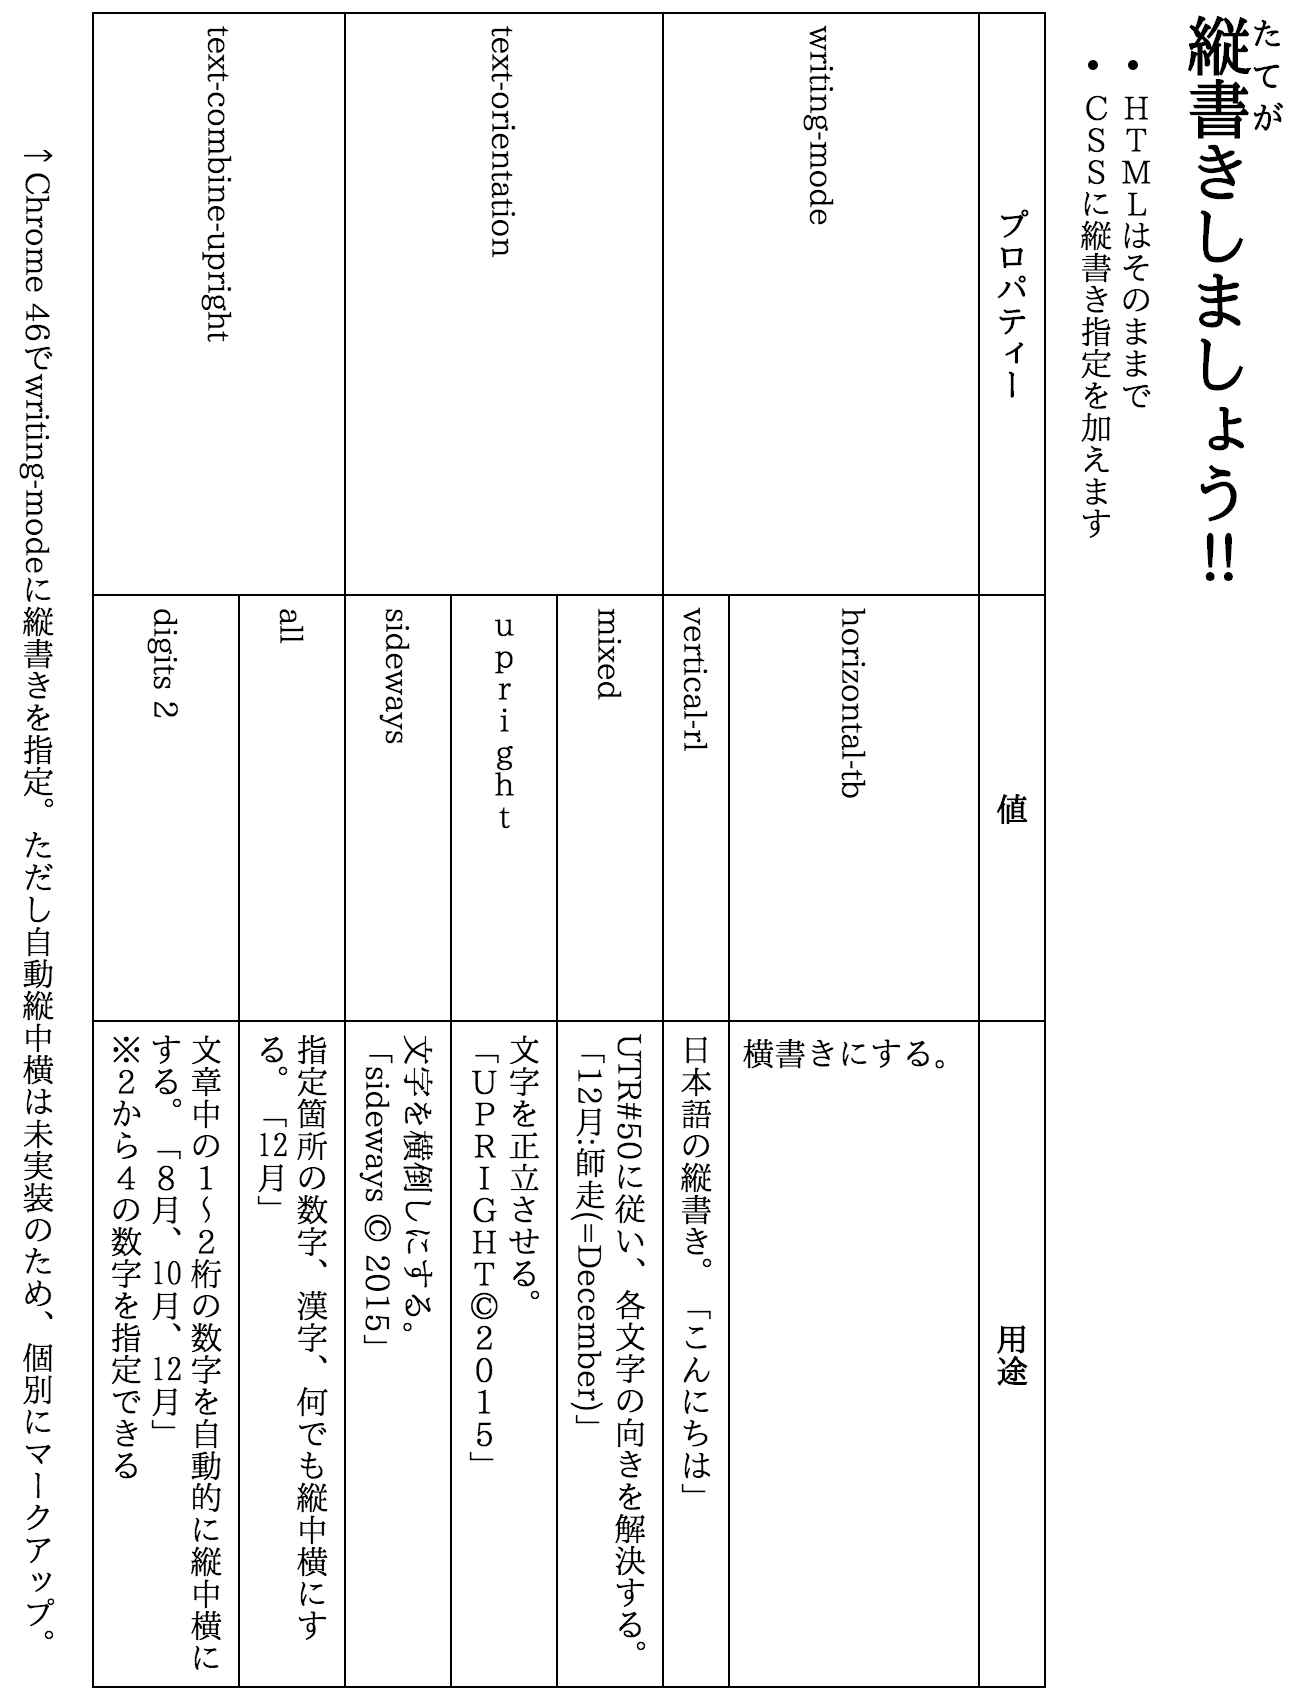 縦書きしましょう!!
たてが
• HTMLはそのままで
• CSSに縦書き指定を加えます
プロパティー
値
用途
writing-mode
horizontal-tb
横書きにする。
vertical-rl
日本語の縦書き。「こんにちは」
text-orientation
mixed
UTR#50に従い、各文字の向きを解決する。
「12月:師走(=December)」
upright
文字を正立させる。
「UPRIGHT©2015」
sideways
文字を横倒しにする。
「sideways © 2015」
text-combine-upright
all
指定箇所の数字、漢字、何でも縦中横にす
る。「12月」
digits 2
文章中の1〜2桁の数字を自動的に縦中横に
する。「8月、10月、12月」
※2から4の数字を指定できる
↑Chrome 46でwriting-modeに縦書きを指定。ただし自動縦中横は未実装のため、個別にマークアップ。